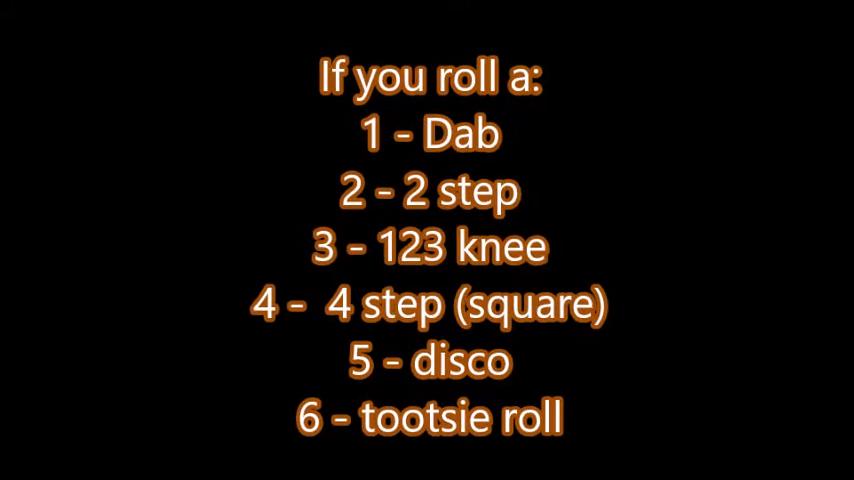 If you roll a:
1 - Dab
2 - 2 step
3 - 123 knee
4 -  4 step (square)
5 - disco
6 - tootsie roll